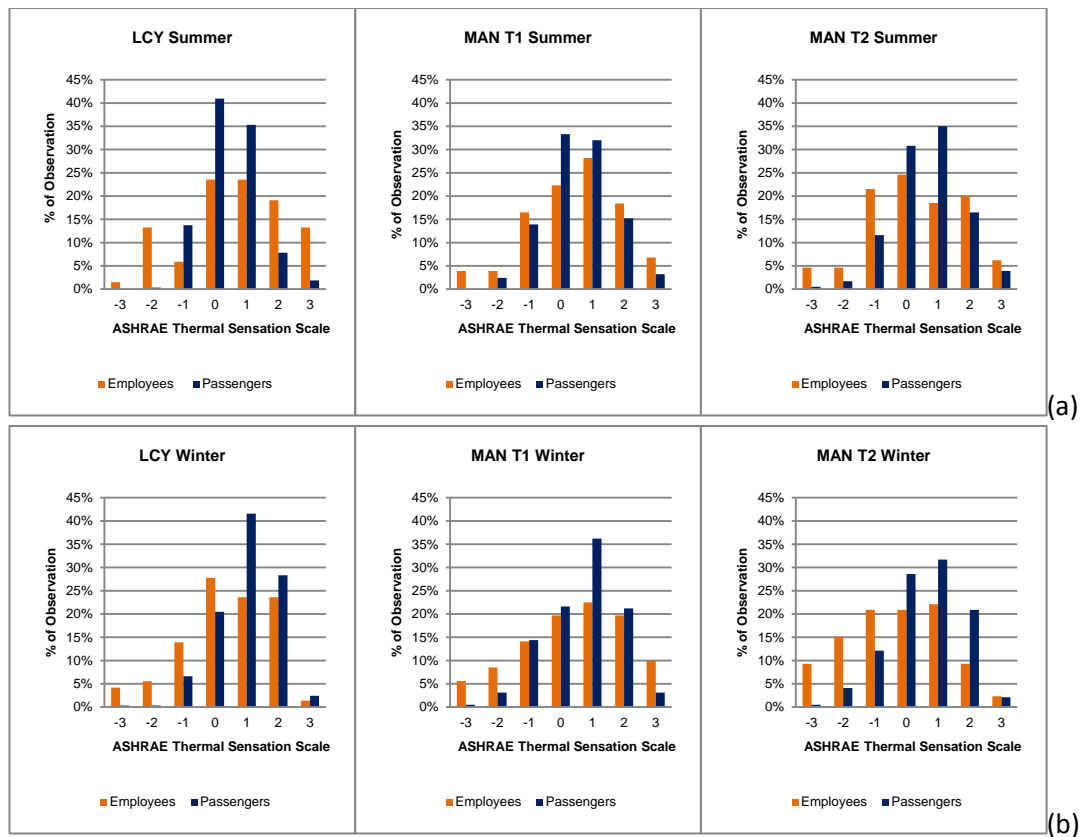 LCY Summer
% of Observation
45%
40%
35%
30%
25%
20%
15%
10%
5%
0%
-3 -2 -1 0 1 2 3
ASHRAE Thermal Sensation Scale
Employees Passengers
MAN T1 Summer
% of Observation
45%
40%
35%
30%
25%
20%
15%
10%
5%
0%
-3 -2 -1 0 1 2 3
ASHRAE Thermal Sensation Scale
Employees Passengers
MAN T2 Summer
% of Observation
45%
40%
35%
30%
25%
20%
15%
10%
5%
0%
-3 -2 -1 0 1 2 3
ASHRAE Thermal Sensation Scale
Employees Passengers
(a)
LCY Winter
% of Observation
45%
40%
35%
30%
25%
20%
15%
10%
5%
0%
-3 -2 -1 0 1 2 3
ASHRAE Thermal Sensation Scale
Employees Passengers
MAN T1 Winter
% of Observation
45%
40%
35%
30%
25%
20%
15%
10%
5%
0%
-3 -2 -1 0 1 2 3
ASHRAE Thermal Sensation Scale
Employees Passengers
MAN T2 Winter
% of Observation
45%
40%
35%
30%
25%
20%
15%
10%
5%
0%
-3 -2 -1 0 1 2 3
ASHRAE Thermal Sensation Scale
Employees Passengers
(b)